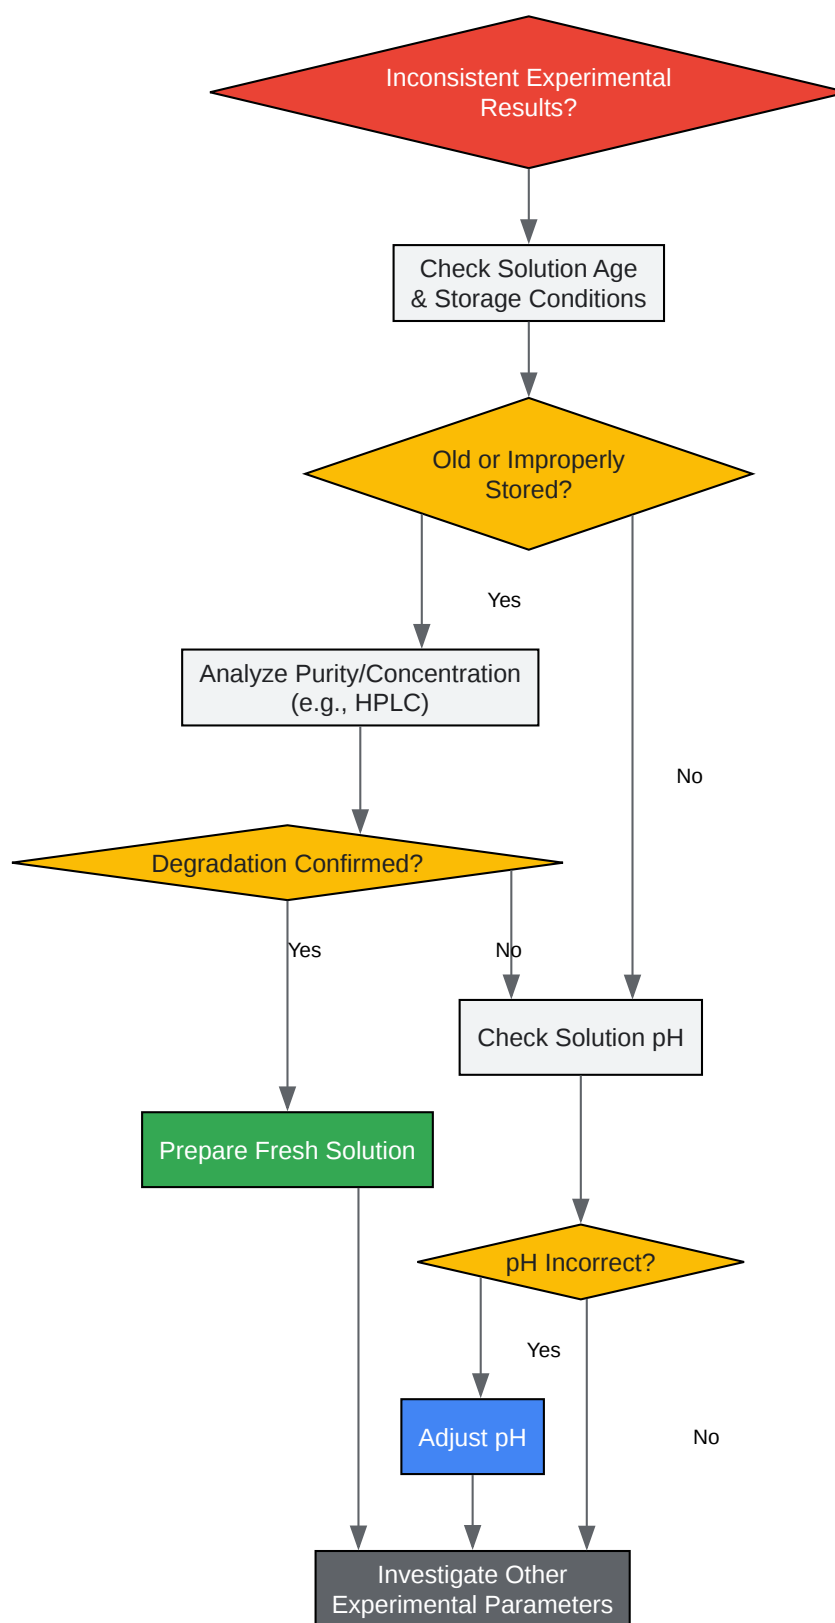 Inconsistent Experimental
Results?
Check Solution Age
& Storage Conditions
Old or Improperly
Stored?
Yes
Analyze Purity/Concentration
(e.g., HPLC)
No
Degradation Confirmed?
Yes
No
Check Solution pH
Prepare Fresh Solution
pH Incorrect?
Yes
Adjust pH
No
Investigate Other
Experimental Parameters